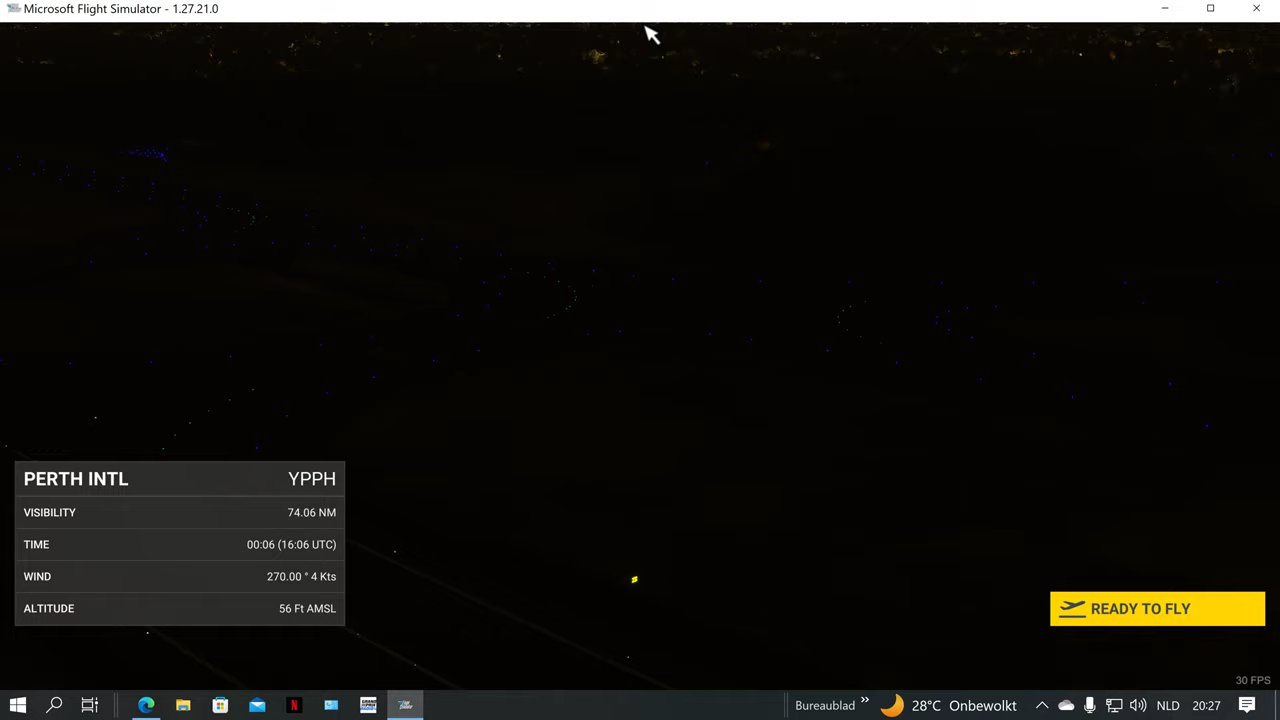 Microsoft Flight Simulator - 1.27.21.0
PERTH INTL YPPH
VISIBILITY 74.06 NM
TIME 00:06 (16:06 UTC)
WIND 270.00 ° 4 Kts
ALTITUDE 56 Ft AMSL
READY TO FLY
30 FPS
N
Bureaublad
28°C Onbewolkt
NLD
20:27